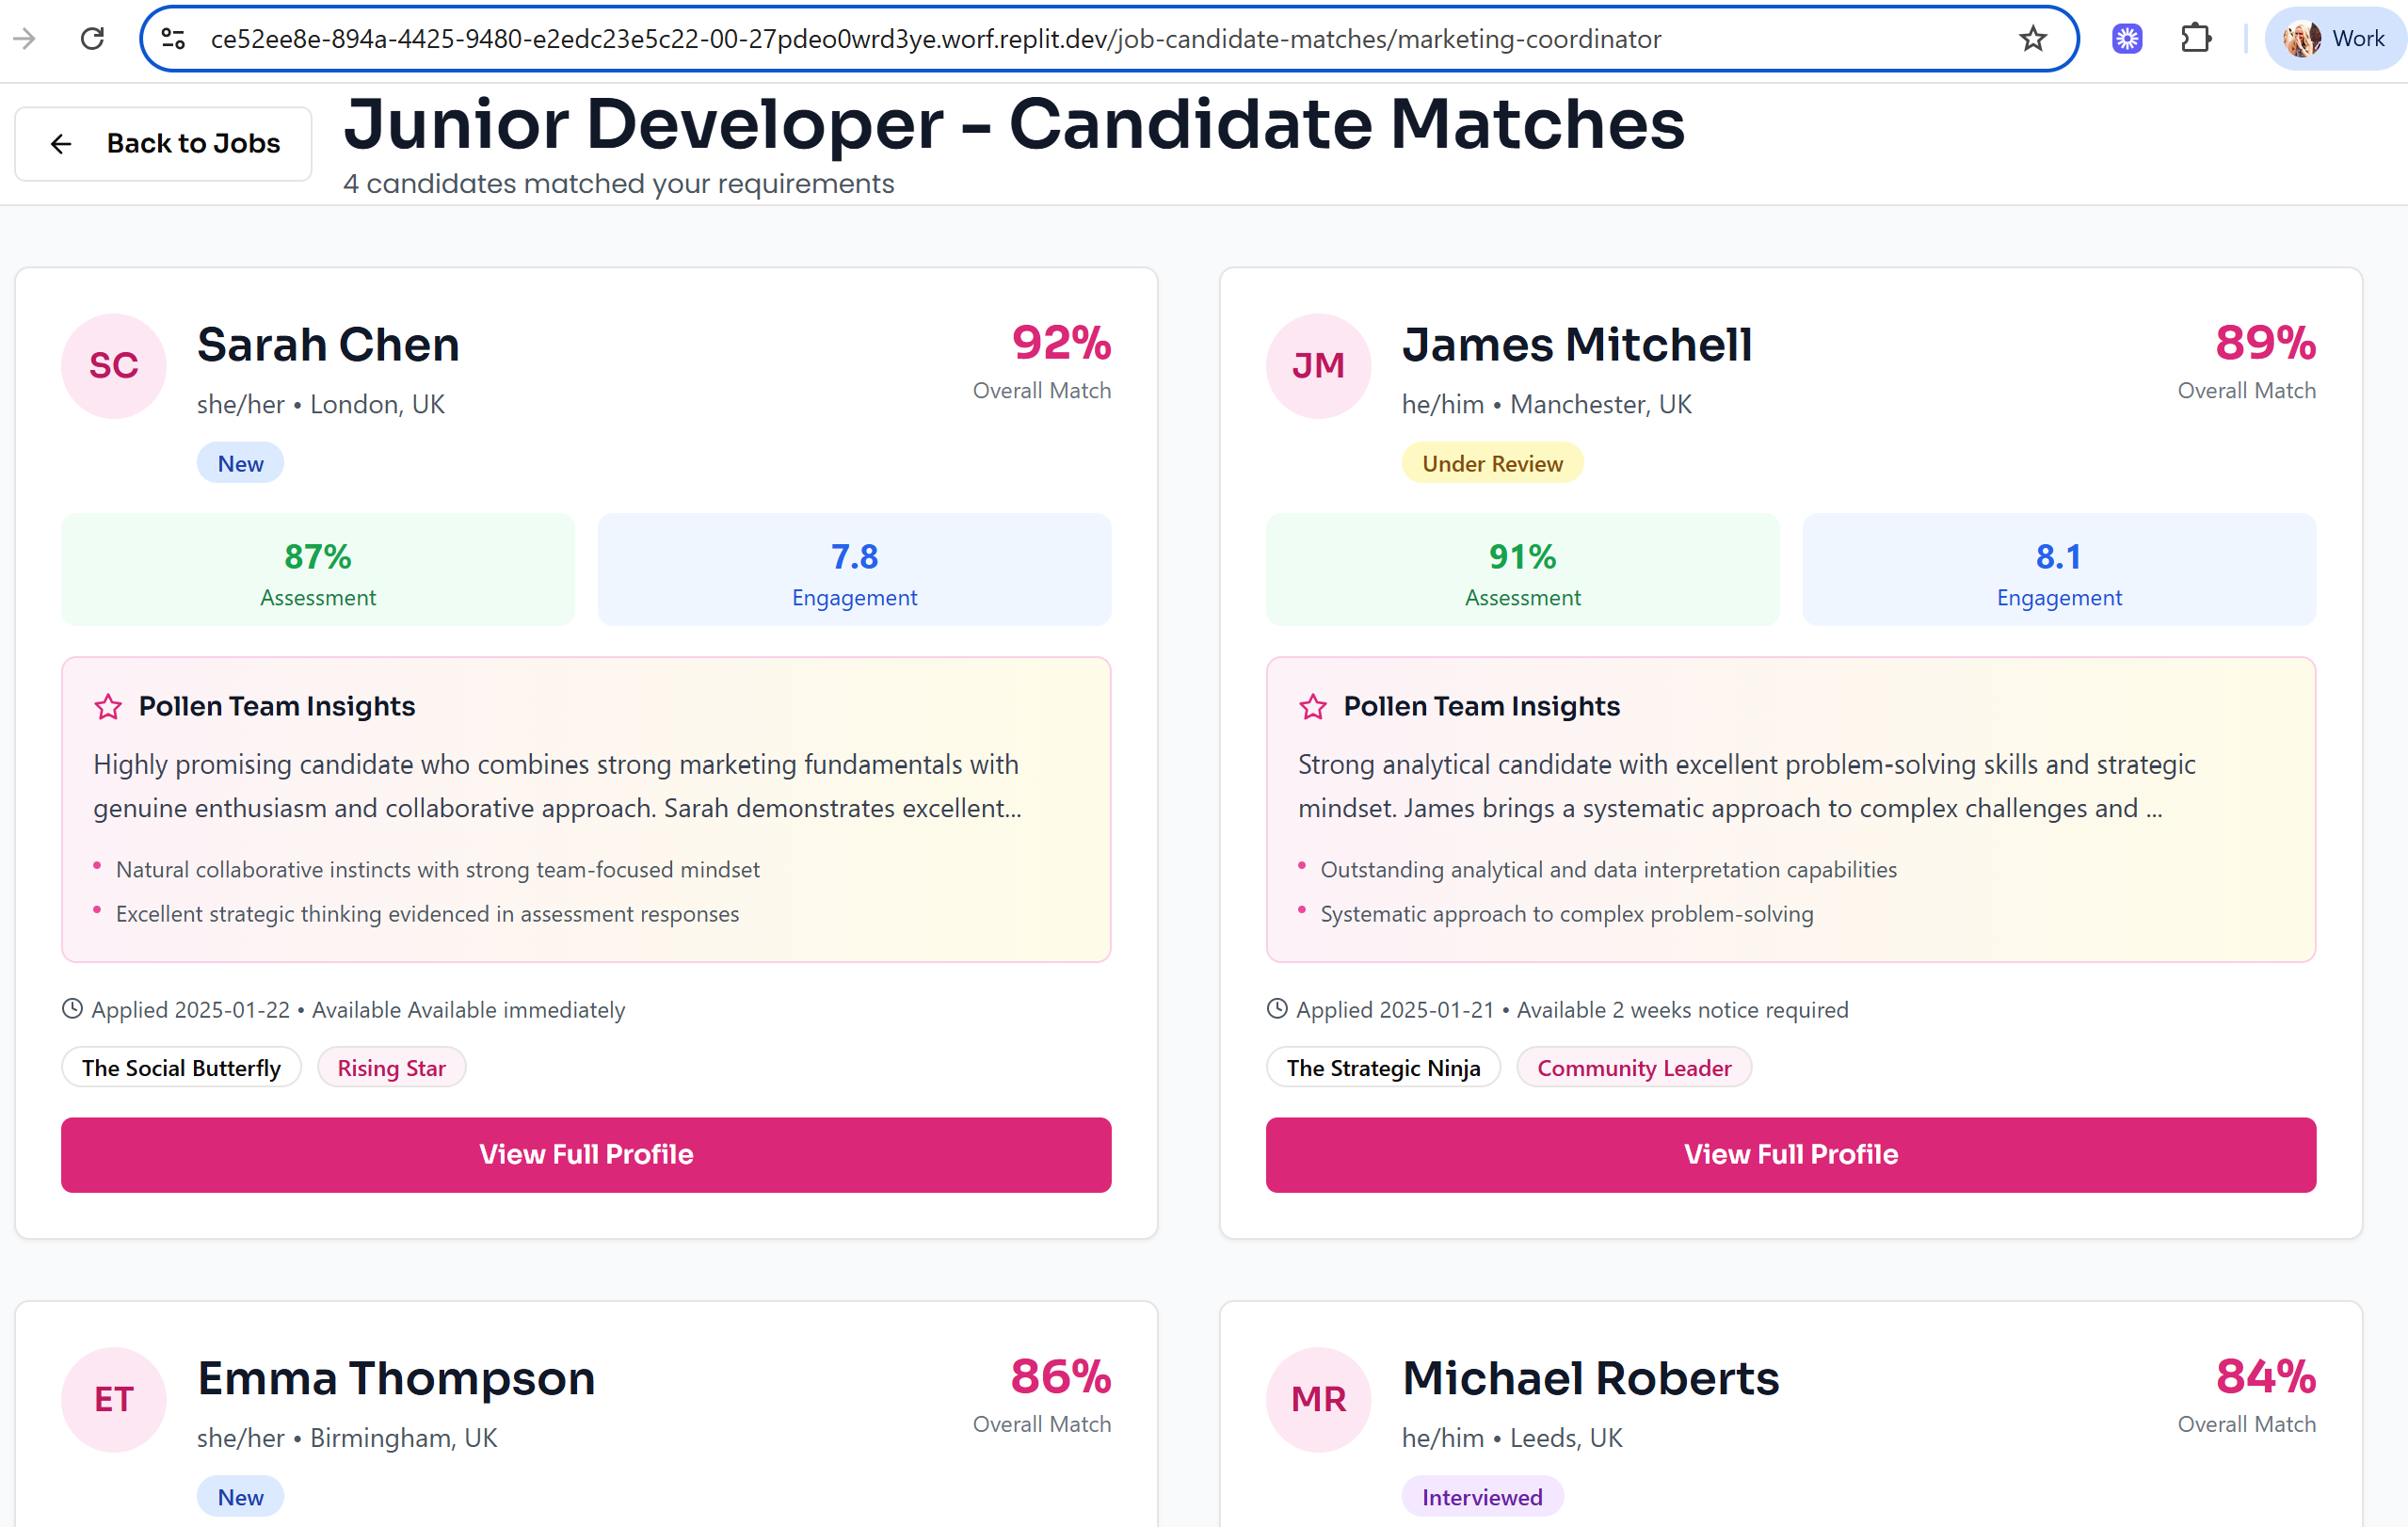 ce52ee8e-894a-4425-9480-e2edc23e5c22-00-27pdeo0wrd3ye.worf.replit.dev/job-candidate-matches/marketing-coordinator
Work
Back to Jobs
Junior Developer - Candidate Matches
4 candidates matched your requirements
SC
Sarah Chen
she/her • London, UK
New
92%
Overall Match
87%
Assessment
7.8
Engagement
Pollen Team Insights
Highly promising candidate who combines strong marketing fundamentals with
genuine enthusiasm and collaborative approach. Sarah demonstrates excellent...
• Natural collaborative instincts with strong team-focused mindset
• Excellent strategic thinking evidenced in assessment responses
Applied 2025-01-22 • Available Available immediately
The Social Butterfly
Rising Star
View Full Profile
JM
James Mitchell
he/him • Manchester, UK
Under Review
89%
Overall Match
91%
Assessment
8.1
Engagement
Pollen Team Insights
Strong analytical candidate with excellent problem-solving skills and strategic
mindset. James brings a systematic approach to complex challenges and ...
• Outstanding analytical and data interpretation capabilities
• Systematic approach to complex problem-solving
Applied 2025-01-21 • Available 2 weeks notice required
The Strategic Ninja
Community Leader
View Full Profile
ET
Emma Thompson
she/her • Birmingham, UK
New
86%
Overall Match
MR
Michael Roberts
he/him • Leeds, UK
Interviewed
84%
Overall Match